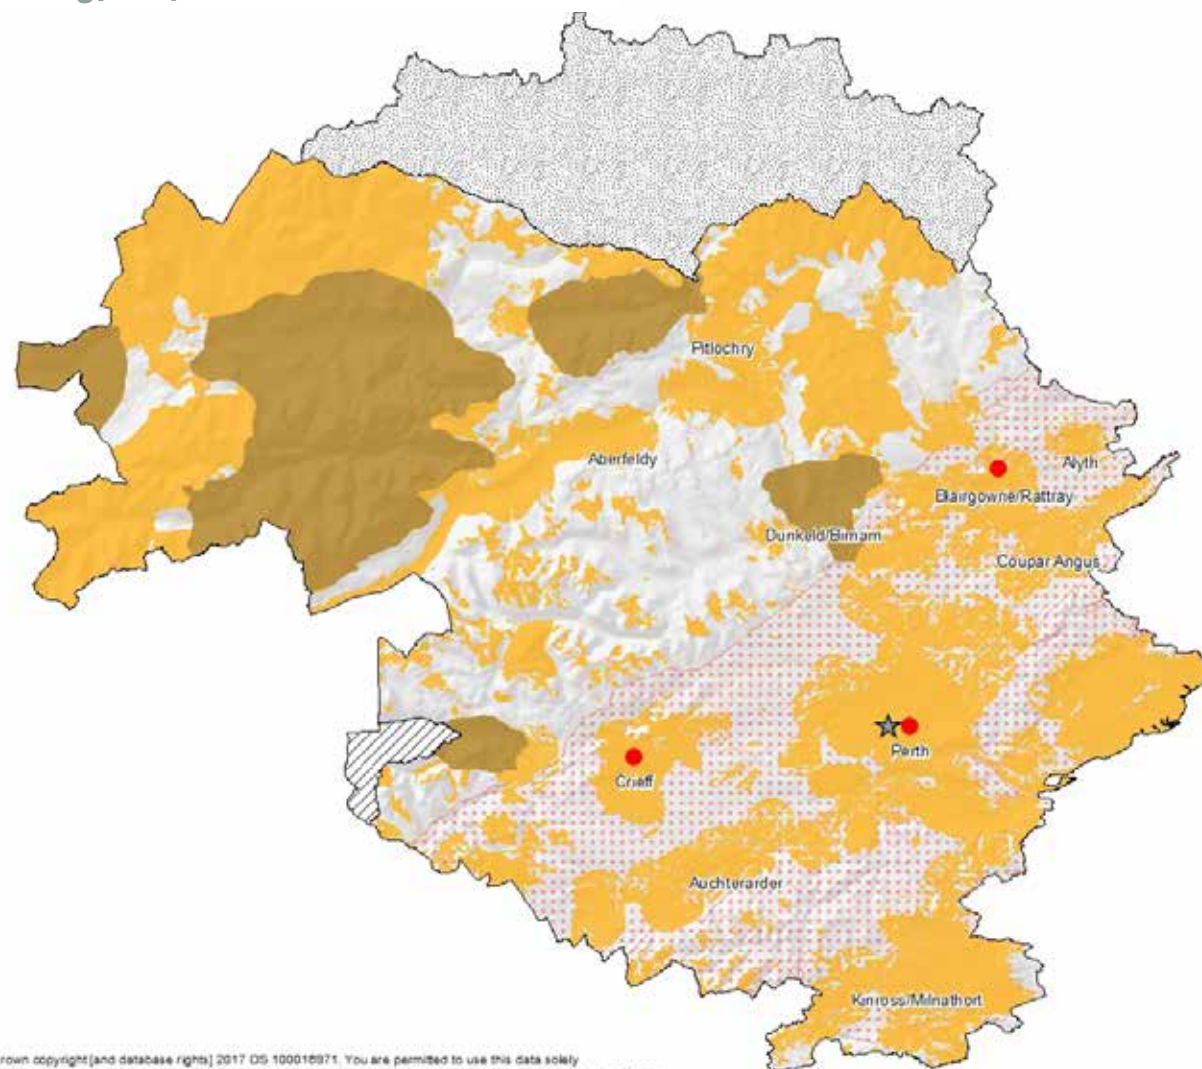 Pitlochry
Aberfeldy
Alyth
Blairgowne/Rattray
Dunkeld/Birnam
Coupar Angus
Perth
Crieff
Auchterarder
Kinross/Milnathort
rown copyright [and database rights] 2017 OS 100016971. You are permitted to use this data solely